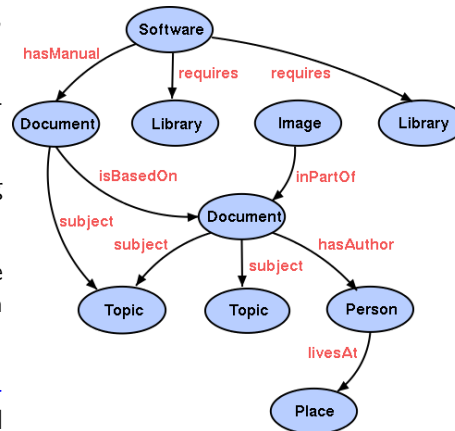 Software
hasManual
requires
requires
Document
Library
Image
Library
isBasedOn
inPartOf
Document
subject
subject
hasAuthor
subject
Topic
Topic
Person
livesAt
Place